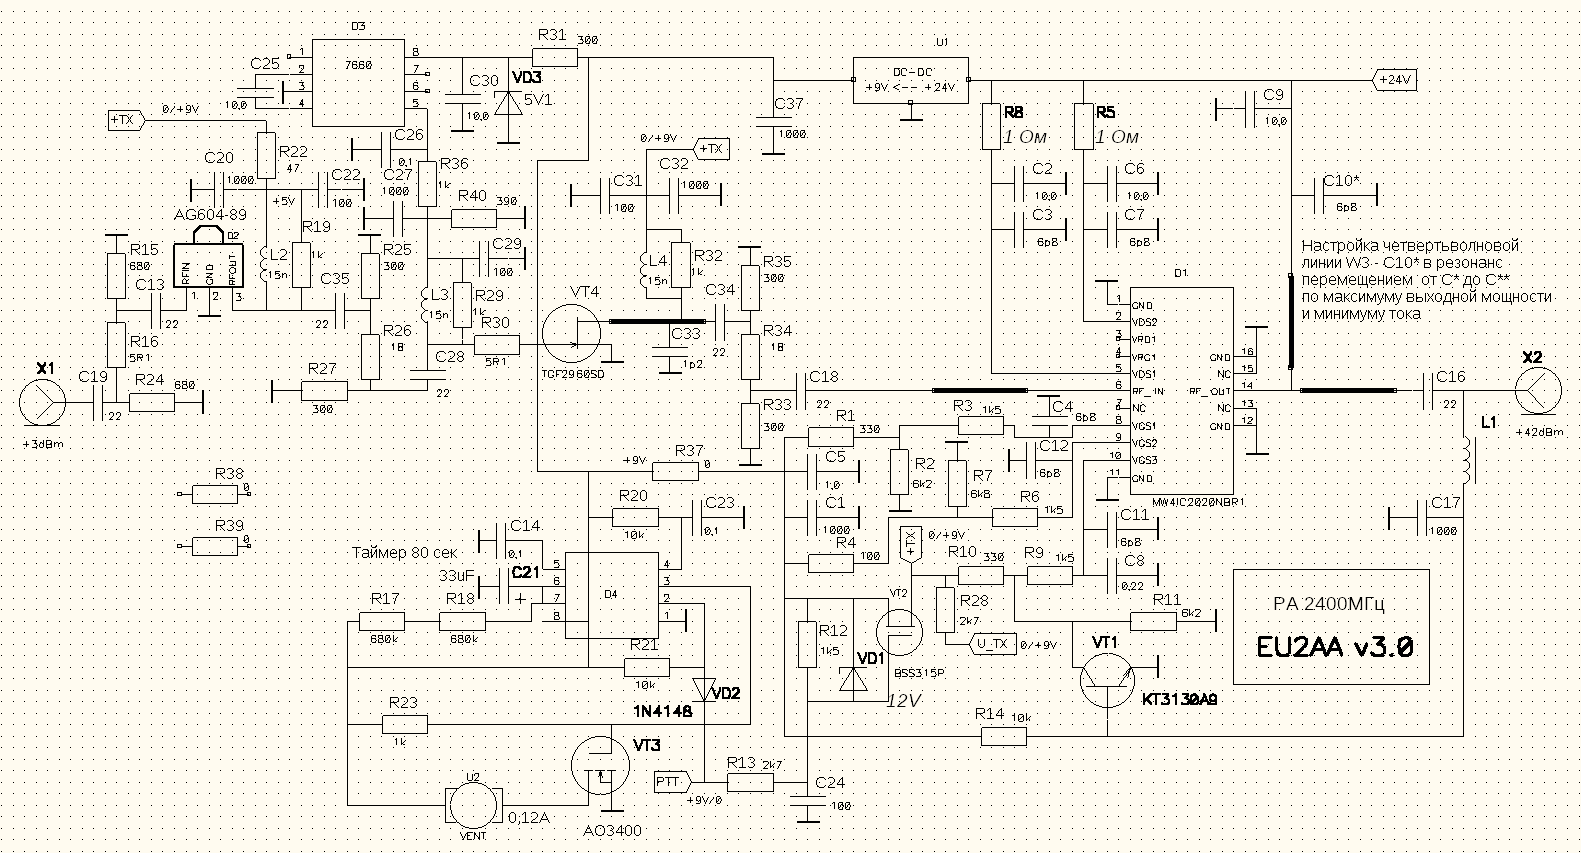 D3
7660
1
2
3
4
8
7
6
5
C25
10,0
+TX
0/+9V
R22
47
C20
1000
C22
100
+5V
AG604-89
D2
RFIN
GND
RFOUT
1.
2.
3.
R15
680
C13
22
R16
5R1
X1
C19
22
R24
680
+3dBm
L2
15n
R19
1k
C35
22
R25
300
R26
18
R27
300
C26
0,1
C27
1000
R36
1k
R40
390
C29
100
L3
15n
R29
1k
R30
5R1
C28
22
C30
10,0
VD3
5V1
R31
300
VT4
TGF2960SD
0/+9V
+TX
C31
100
C32
1000
L4
15n
R32
1k
C33
1p2
C34
22
R35
300
R34
18
R33
300
C18
22
C37
1000
U1
DC-DC
+9V <-- +24V
+24V
R8
1 Ом
R5
1 Ом
C2
10,0
C3
6p8
C6
10,0
C7
6p8
C9
10,0
C10*
6p8
Настройка четвертьволновой
линии W3 - C10* в резонанс
перемещением от С* до С**
по максимуму выходной мощности
и минимуму тока
D1
1
2
3
4
5
6
7
8
9
10
11
GND
VDS2
VRD1
VRG1
VDS1
RF_IN
NC
VGS1
VGS2
VGS3
GND
GND
NC
RF_OUT
NC
GND
16
15
14
13
12
MW4IC2020NBR1
X2
C16
22
+42dBm
L1
C17
1000
R1
330
R3
1k5
C4
6p8
C12
6p8
R2
6k2
R7
6k8
R6
1k5
C5
1,0
C1
1000
R4
100
C11
6p8
C8
0,22
+TX
0/+9V
R10
330
R9
1k5
R28
2k7
U_TX
0/+9V
R11
6k2
VT1
KT3130A9
VT2
BSS315P
R12
1k5
VD1
12V
R14
10k
+9V
R37
0
R38
0
R39
0
R20
10k
C23
0,1
C14
0,1
Таймер 80 сек
33uF
C21
+
D4
5
6
7
8
4
3
2
1
R17
680k
R18
680k
R21
10k
VD2
1N4148
R23
1k
VT3
AO3400
U2
VENT
0,12A
PTT
+9V/0
R13
2k7
C24
100
PA 2400МГц
EU2AA v3.0